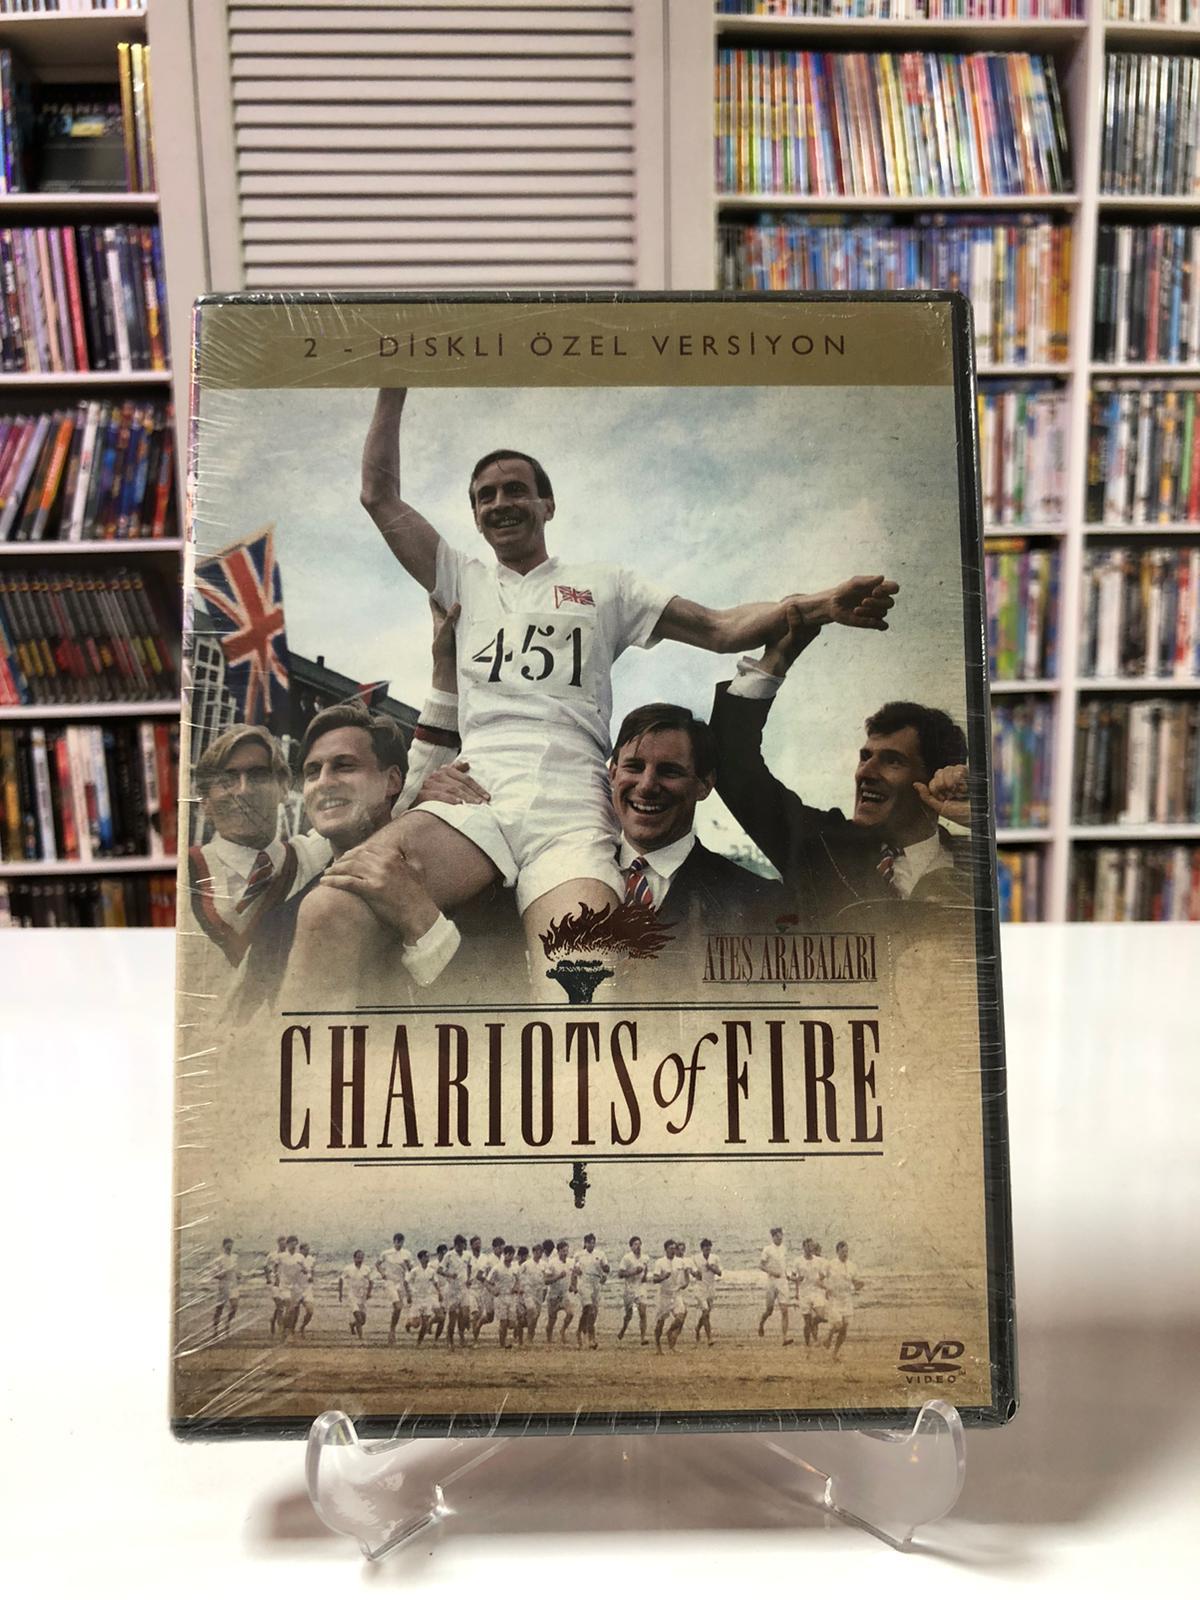 2 - DİSKLİ ÖZEL VERSİYON
451
ATEŞ ARABALARI
CHARIOTS of FIRE
DVD
VIDEO